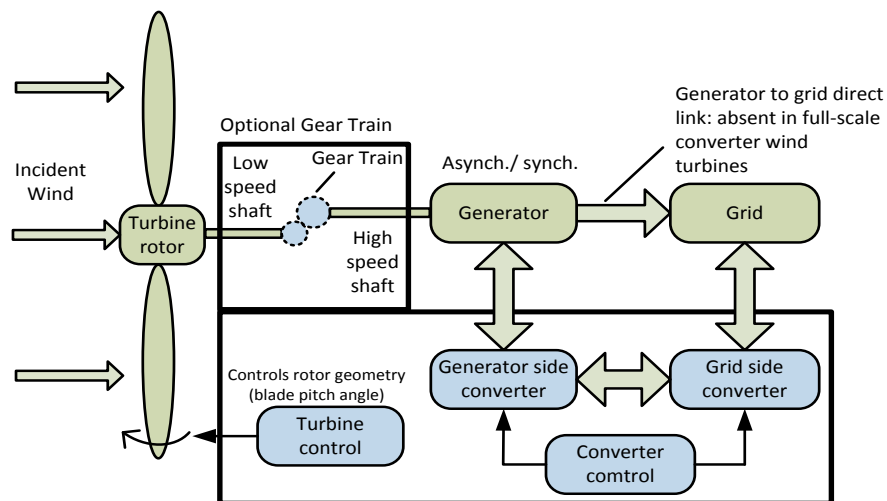 Generator to grid direct
link: absent in full-scale
converter wind
turbines
Optional Gear Train
Gear Train
Low
speed
shaft
Asynch./ synch.
Incident
Wind
Turbine
rotor
Generator
Grid
High
speed
shaft
Generator side
converter
Grid side
converter
Controls rotor geometry
(blade pitch angle)
Turbine
control
Converter
comtrol